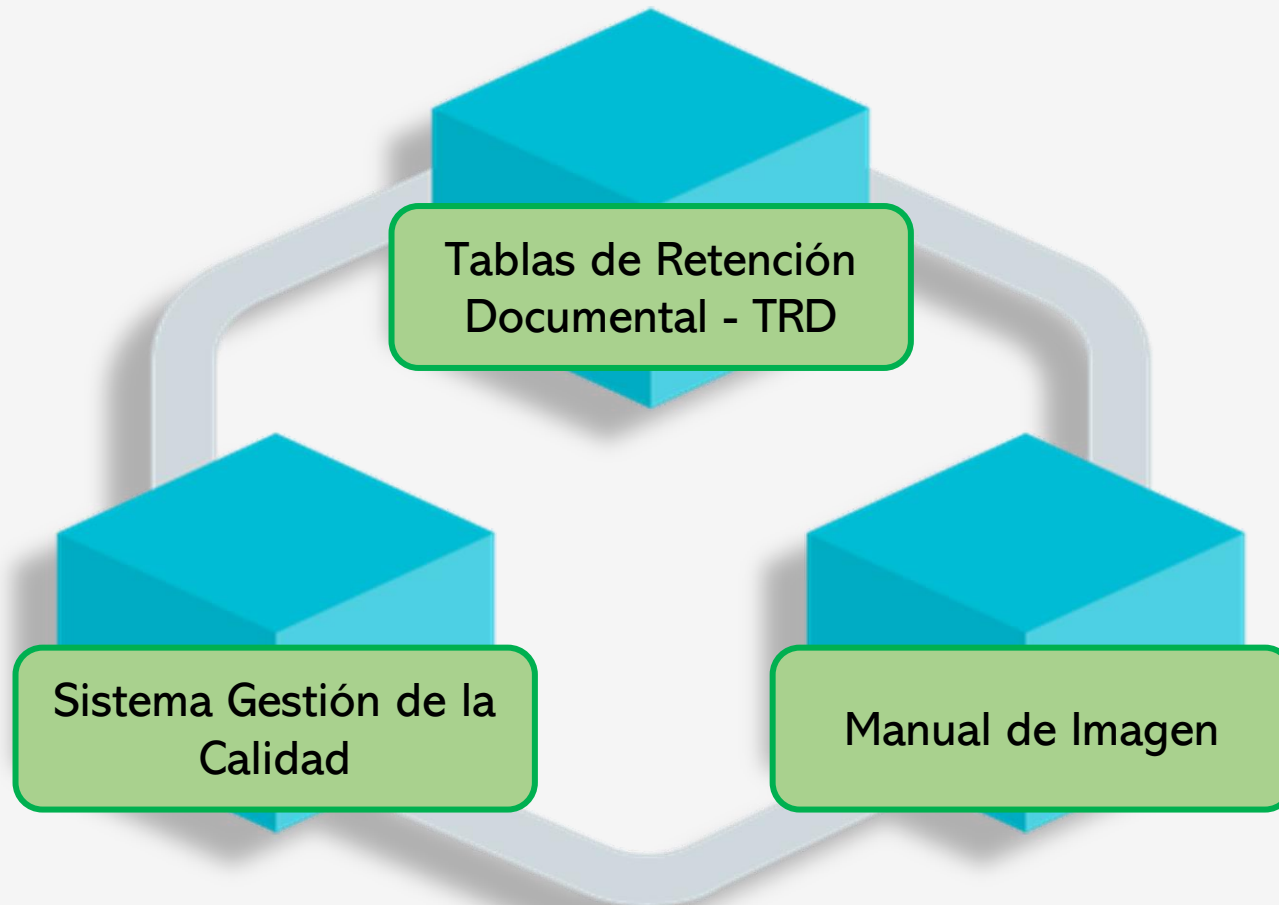 Tablas de Retención
Documental - TRD
Sistema Gestión de la
Calidad
Manual de Imagen